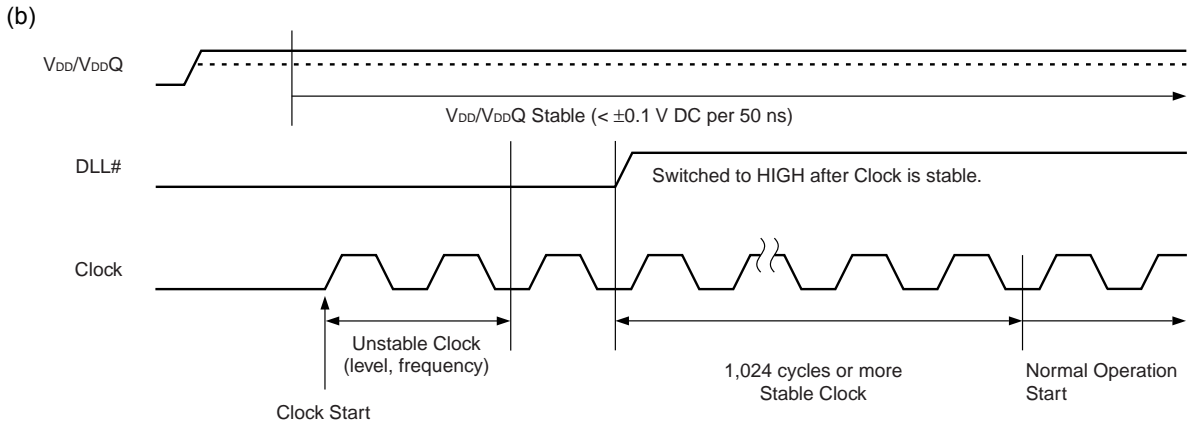 (b)
VDD/VDDQ
VDD/VDDQ Stable (< ±0.1 V DC per 50 ns)
DLL#
Switched to HIGH after Clock is stable.
Clock
Unstable Clock
(level, frequency)
1,024 cycles or more
Stable Clock
Normal Operation
Start
Clock Start